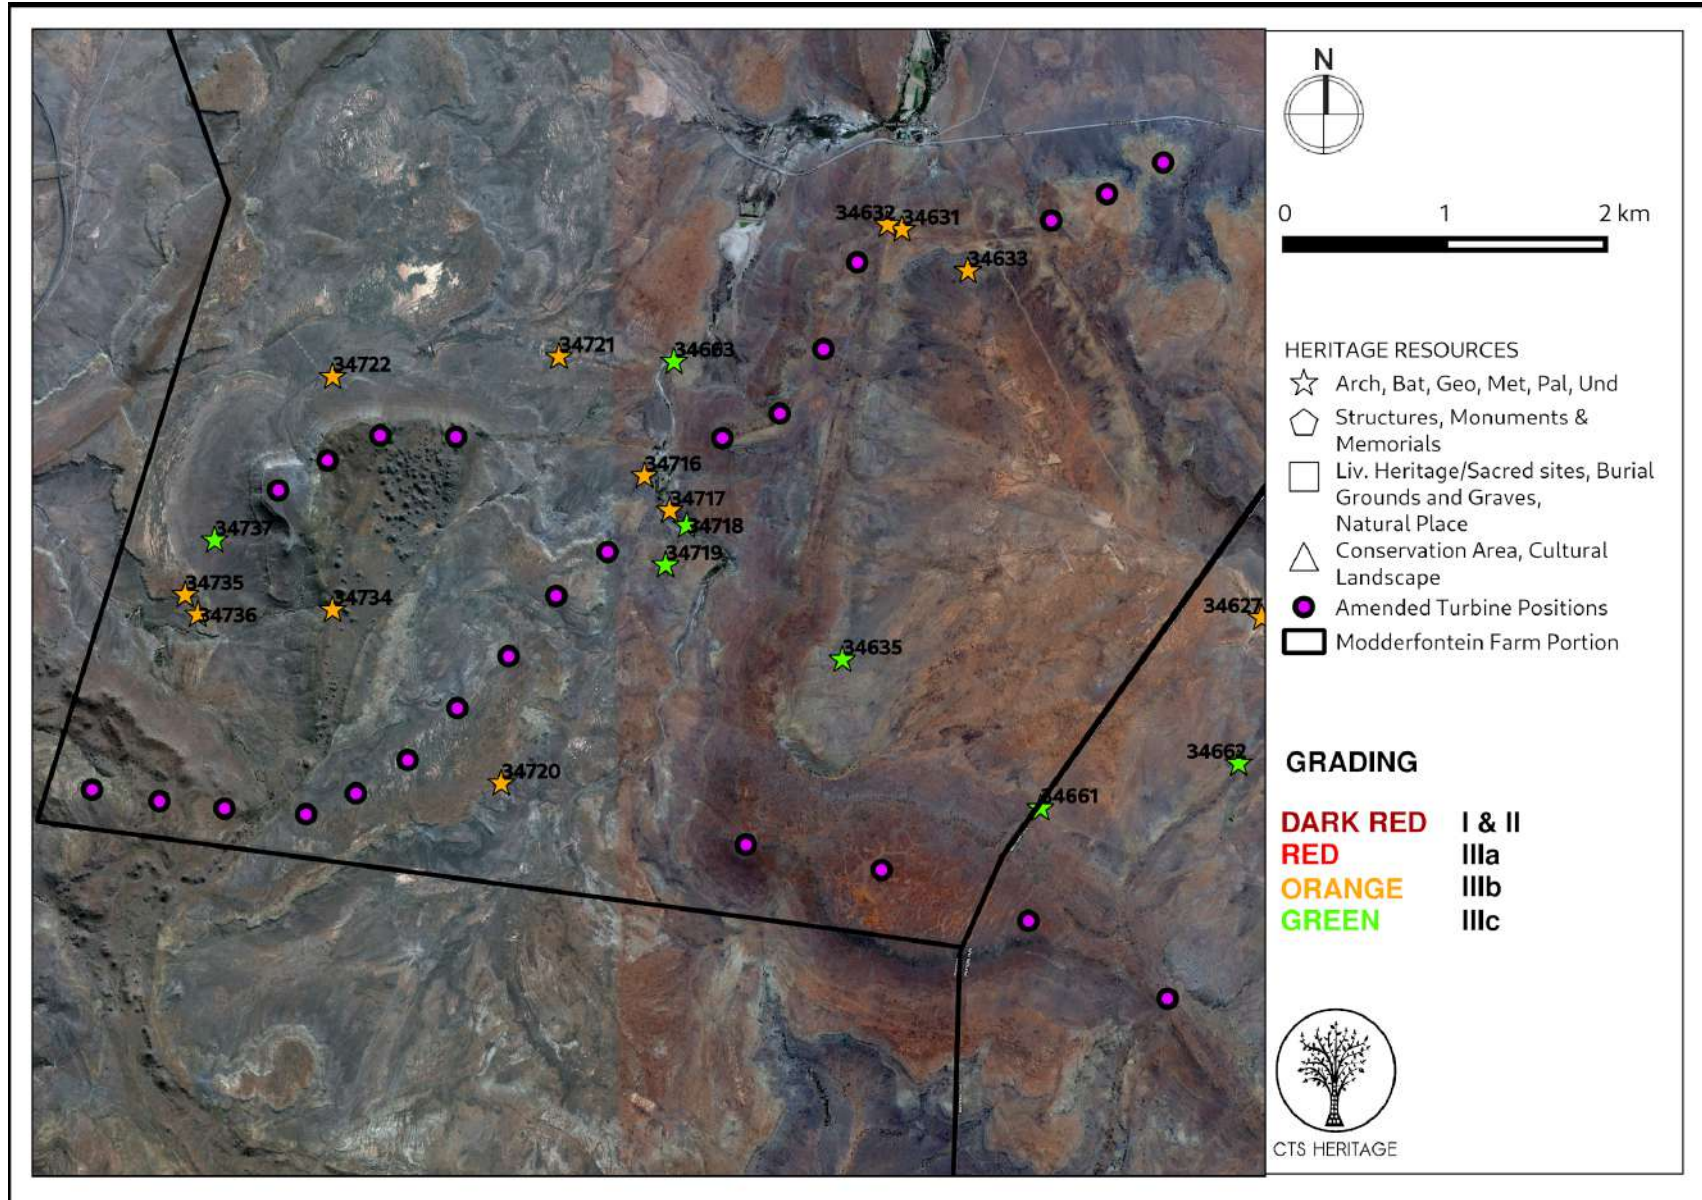 N
0 1 2 km
34632
34631
34633
34721
34663
34722
34716
34717
34718
34737
34719
34735
34734
34736
34627
34635
34720
34662
34661
HERITAGE RESOURCES
Arch, Bat, Geo, Met, Pal, Und
Structures, Monuments &
Memorials
Liv. Heritage/Sacred sites, Burial
Grounds and Graves,
Natural Place
Conservation Area, Cultural
Landscape
Amended Turbine Positions
Modderfontein Farm Portion
GRADING
DARK RED I & II
RED IIIa
ORANGE IIIb
GREEN IIIc
CTS HERITAGE